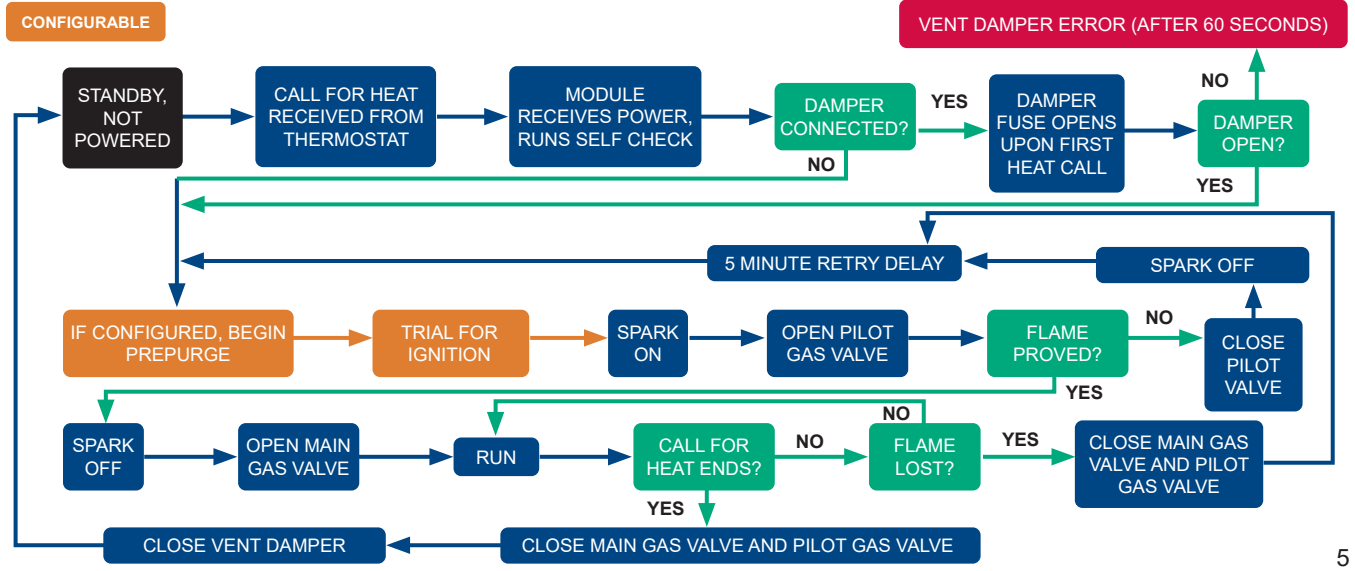 CONFIGURABLE
VENT DAMPER ERROR (AFTER 60 SECONDS)
STANDBY,
NOT
POWERED
CALL FOR HEAT
RECEIVED FROM
THERMOSTAT
MODULE
RECEIVES POWER,
RUNS SELF CHECK
DAMPER
CONNECTED?
YES
NO
DAMPER
FUSE OPENS
UPON FIRST
HEAT CALL
DAMPER
OPEN?
NO
YES
5 MINUTE RETRY DELAY
SPARK OFF
IF CONFIGURED, BEGIN
PREPURGE
TRIAL FOR
IGNITION
SPARK
ON
OPEN PILOT
GAS VALVE
FLAME
PROVED?
NO
YES
CLOSE
PILOT
VALVE
SPARK
OFF
OPEN MAIN
GAS VALVE
RUN
CALL FOR
HEAT ENDS?
NO
YES
FLAME
LOST?
NO
YES
CLOSE MAIN GAS
VALVE AND PILOT
GAS VALVE
CLOSE VENT DAMPER
CLOSE MAIN GAS VALVE AND PILOT GAS VALVE
5